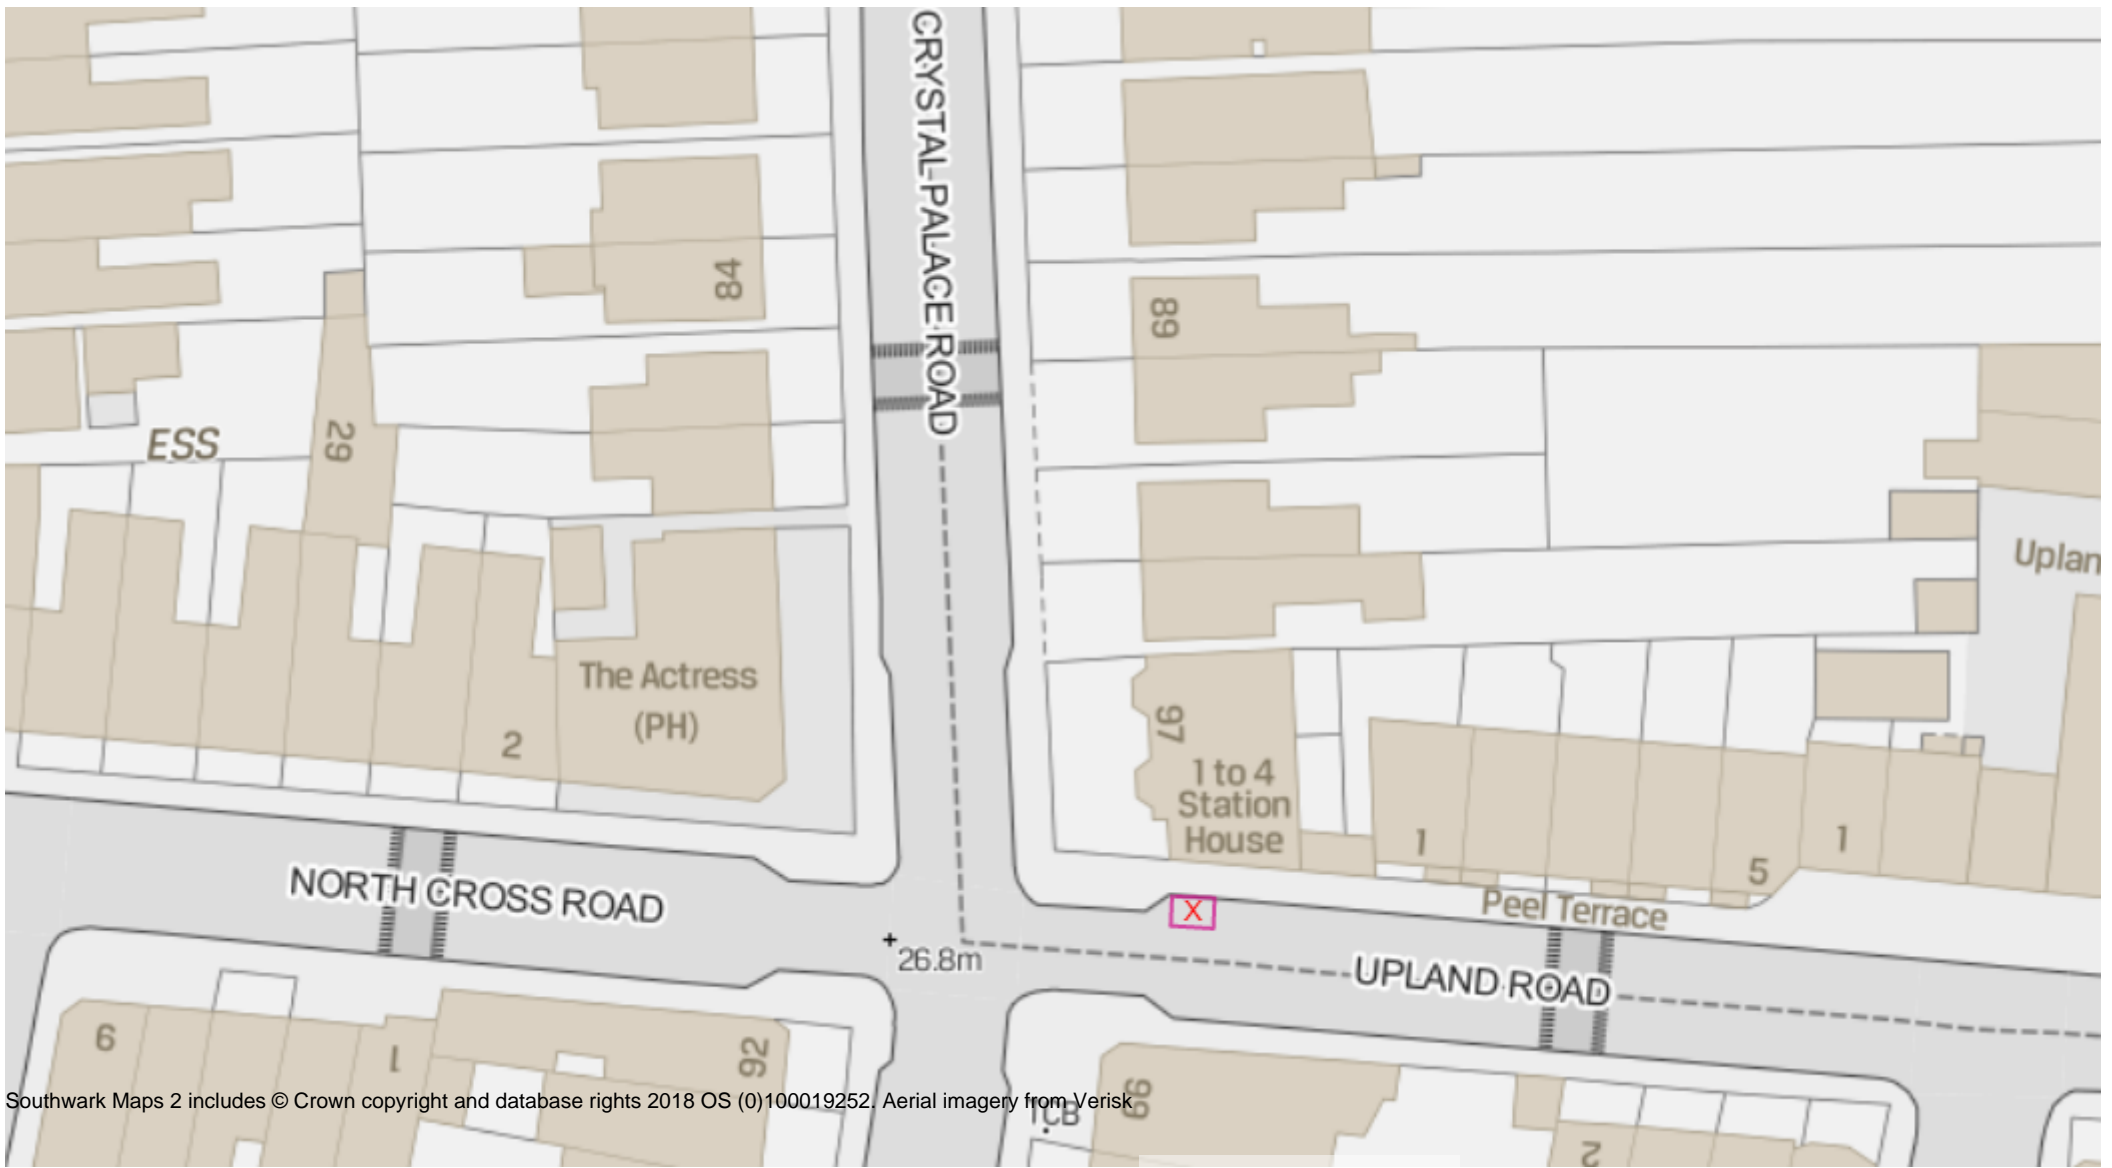 CRYSTAL PALACE ROAD
84
89
29
ESS
Uplan
The Actress
(PH)
2
97
1 to 4
Station
House
1
5
1
Peel Terrace
NORTH CROSS ROAD
X
26.8m
UPLAND ROAD
9
1
92
99
TCB
2
Southwark Maps 2 includes © Crown copyright and database rights 2018 OS (0)100019252. Aerial imagery from Verisk